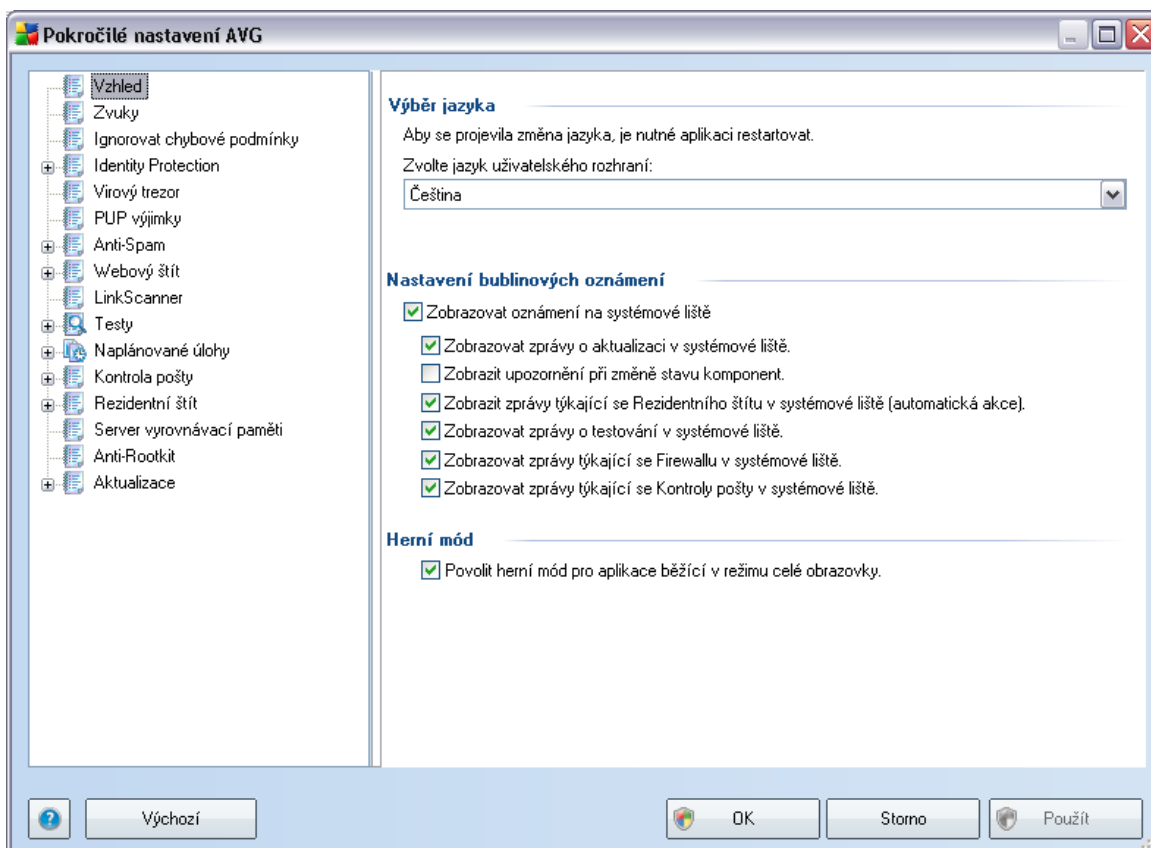 Pokročilé nastavení AVG
Vzhled
Zvuky
Ignorovat chybové podmínky
Identity Protection
Virový trezor
PUP výjimky
Anti-Spam
Webový štít
LinkScanner
Testy
Naplánované úlohy
Kontrola pošty
Rezidentní štít
Server vyrovnávací paměti
Anti-Rootkit
Aktualizace
Výběr jazyka
Aby se projevila změna jazyka, je nutné aplikaci restartovat.
Zvolte jazyk uživatelského rozhraní:
Čeština
Nastavení bublinových oznámení
Zobrazovat oznámení na systémové liště
Zobrazovat zprávy o aktualizaci v systémové liště.
Zobrazit upozornění při změně stavu komponent.
Zobrazit zprávy týkající se Rezidentního štítu v systémové liště (automatická akce).
Zobrazovat zprávy o testování v systémové liště.
Zobrazovat zprávy týkající se Firewallu v systémové liště.
Zobrazovat zprávy týkající se Kontroly pošty v systémové liště.
Herní mód
Povolit herní mód pro aplikace běžící v režimu celé obrazovky.
Výchozí
OK
Storno
Použít